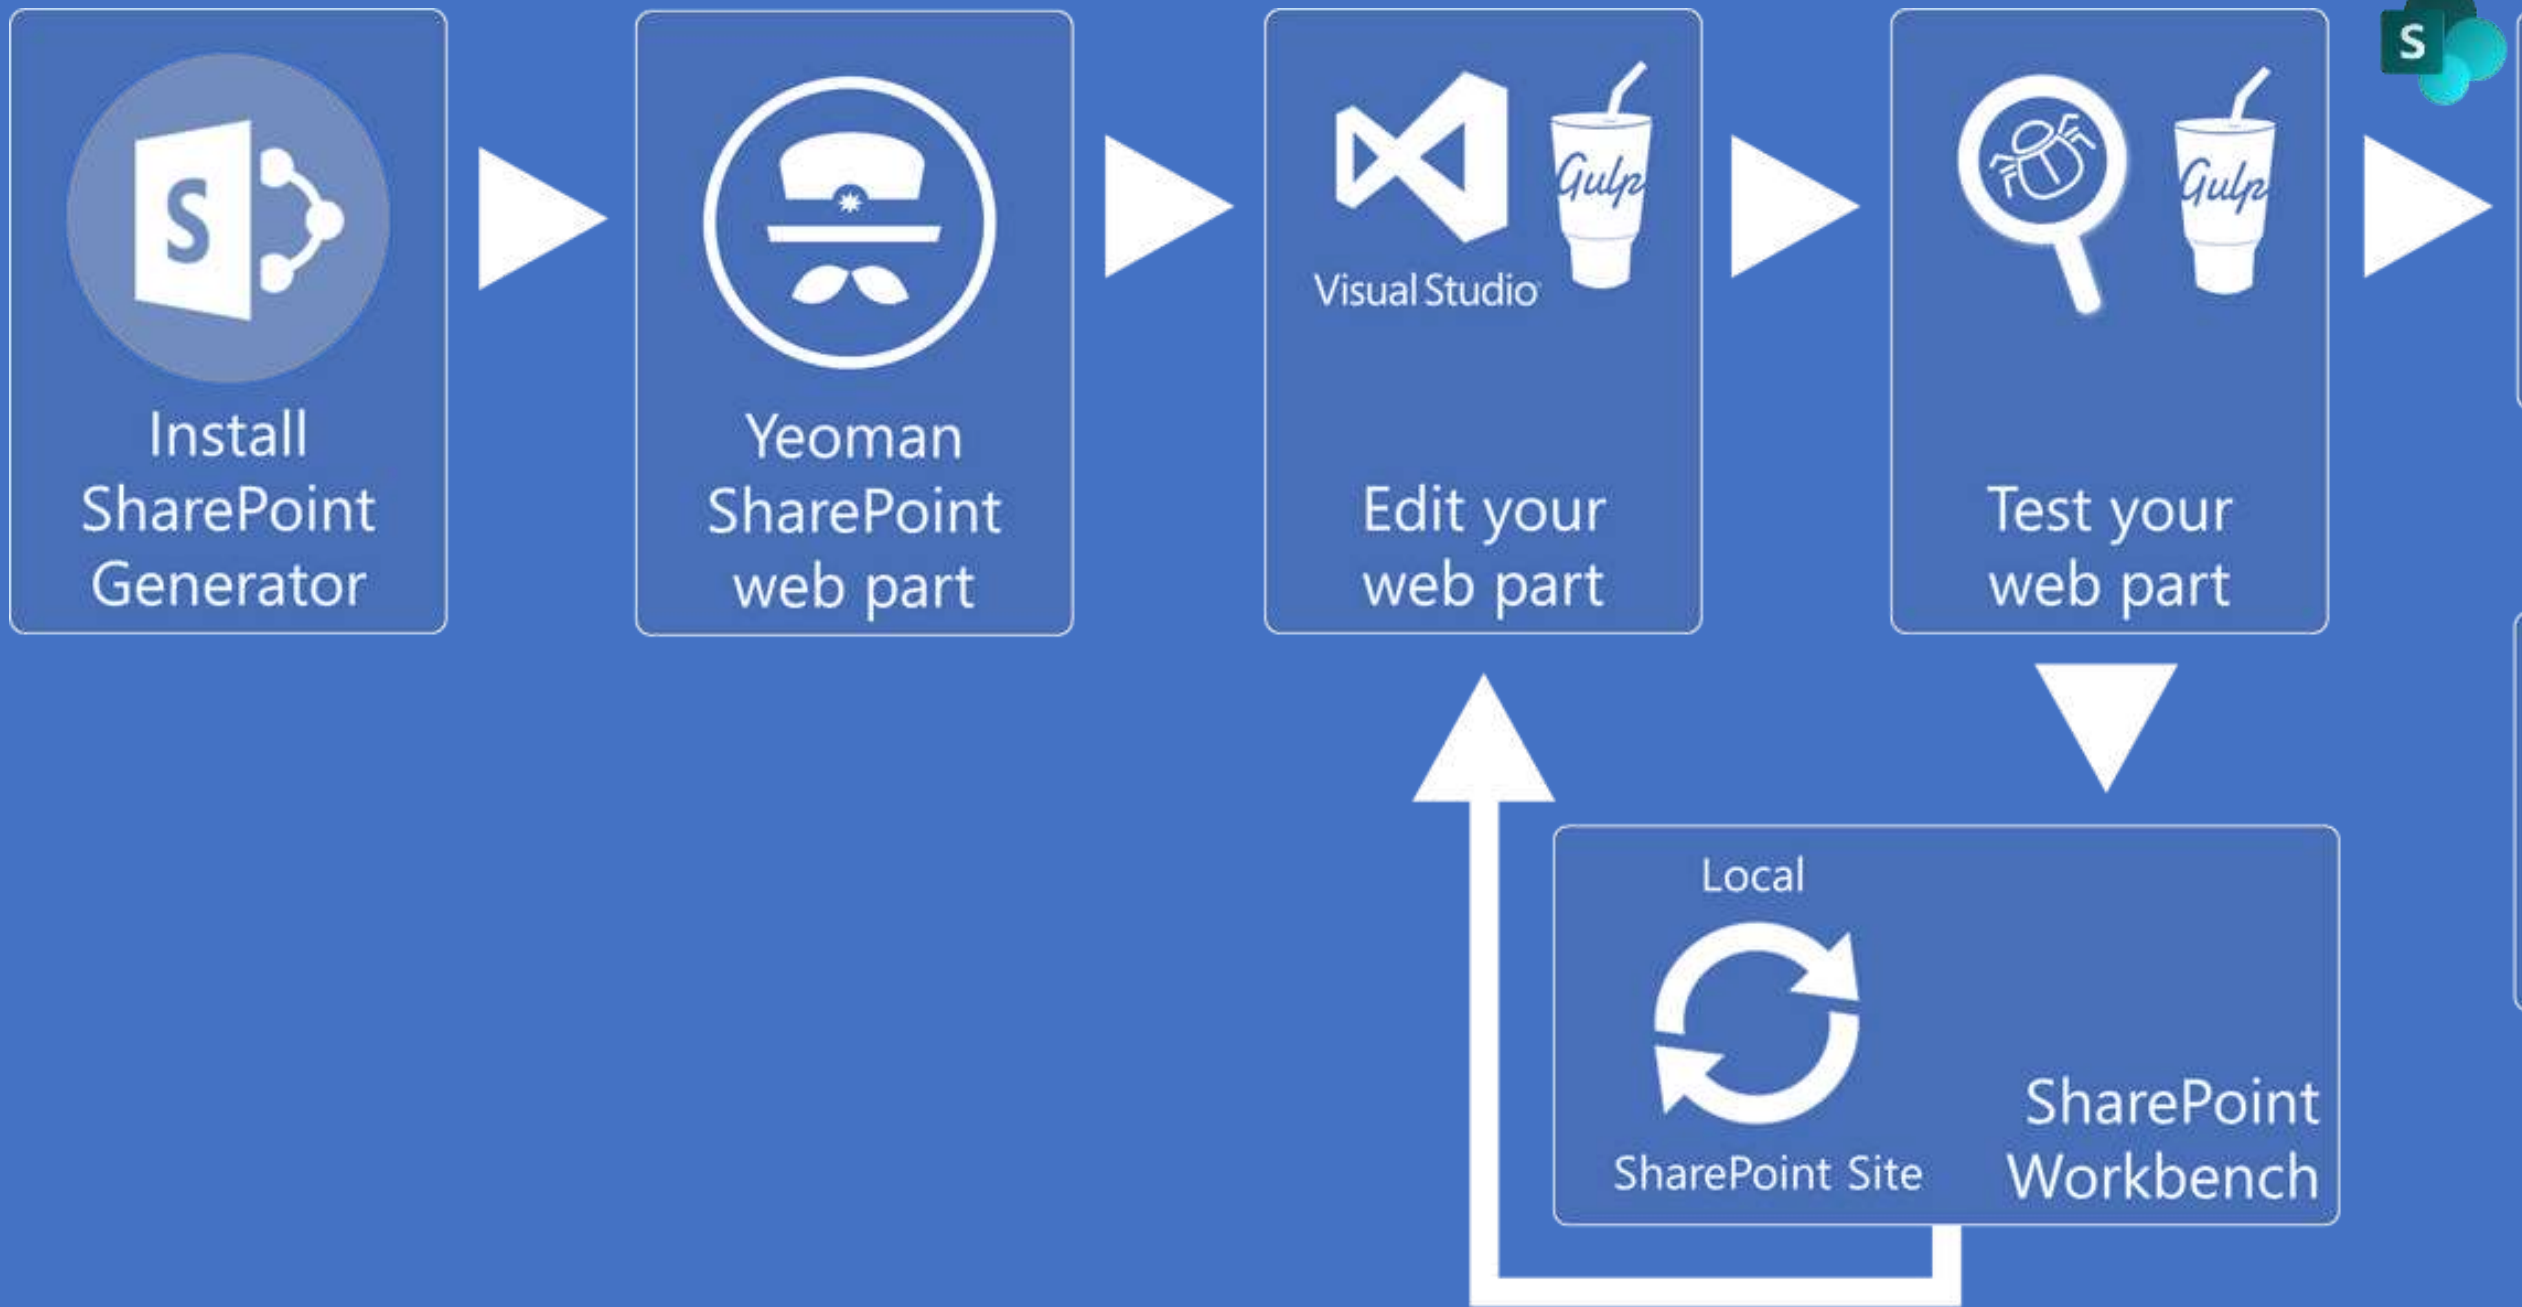 S
Install
SharePoint
Generator
Yeoman
SharePoint
web part
Gulp
Visual Studio
Edit your
web part
Gulp
Test your
web part
S
Local
SharePoint Site
SharePoint
Workbench